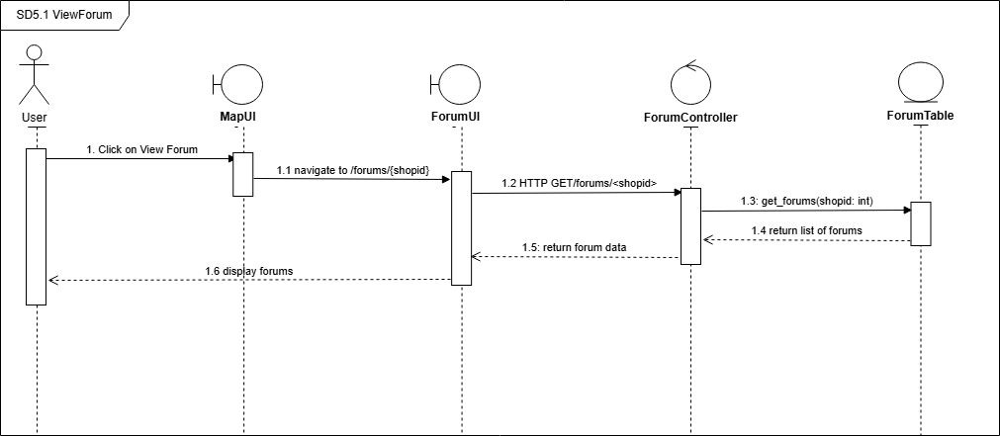 SD5.1 ViewForum
User
MapUI
ForumUI
ForumController
ForumTable
1. Click on View Forum
1.1 navigate to /forums/{shopid}
1.2 HTTP GET/forums/<shopid>
1.3: get_forums(shopid: int)
1.4 return list of forums
1.5: return forum data
1.6 display forums